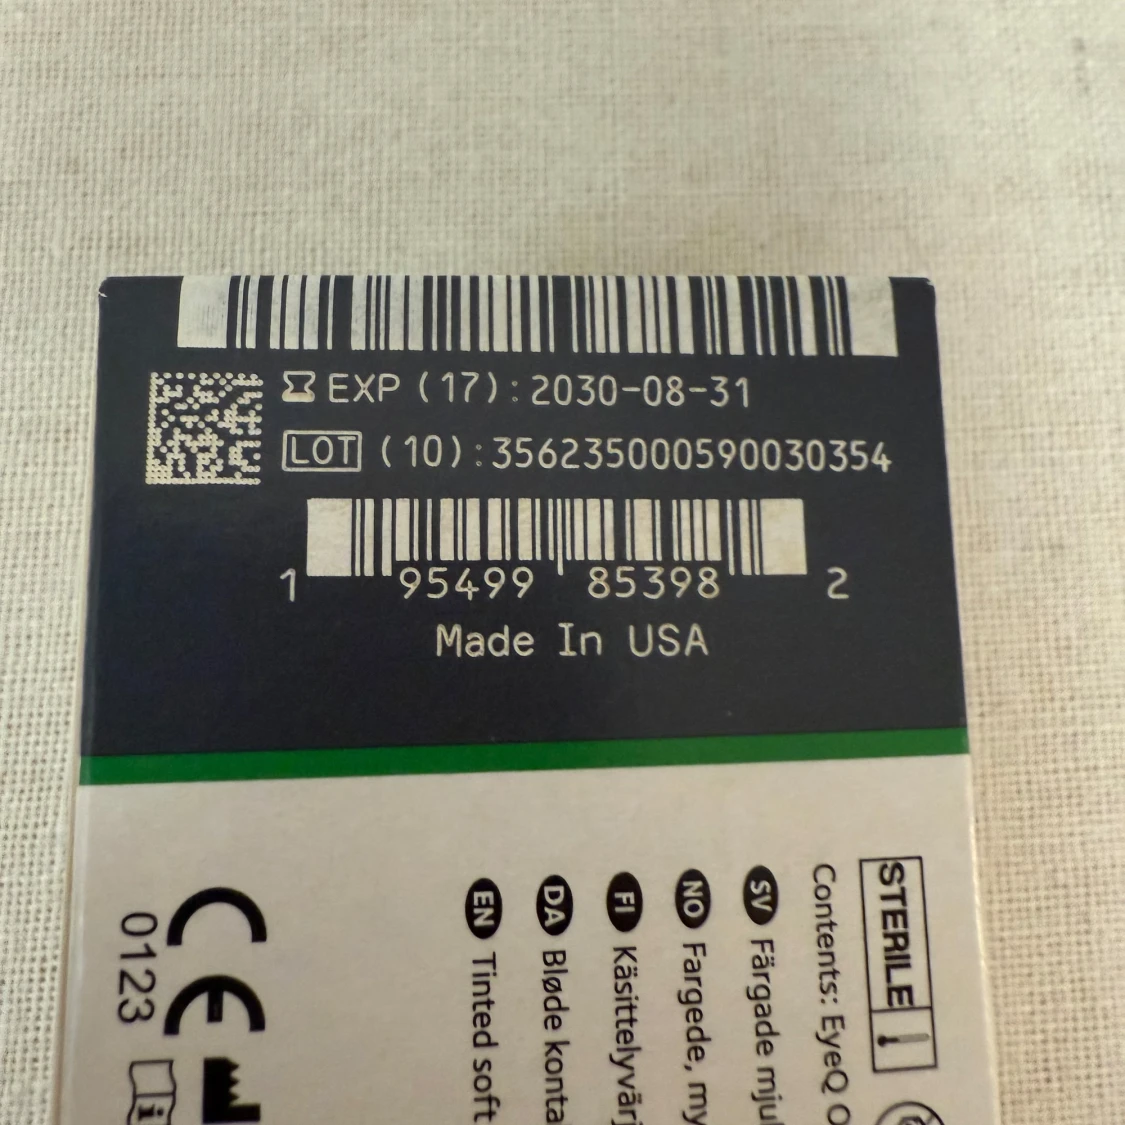 EXP (17): 2030-08-31
LOT (10): 356235000590030354
1 95499 85398 2
Made In USA
STERILE
Contents: EyeQ O
SV Färgade mjuk
NO Fargede, my
FI Käsittelyvärj
DA Bløde konta
EN Tinted soft
CE
0123